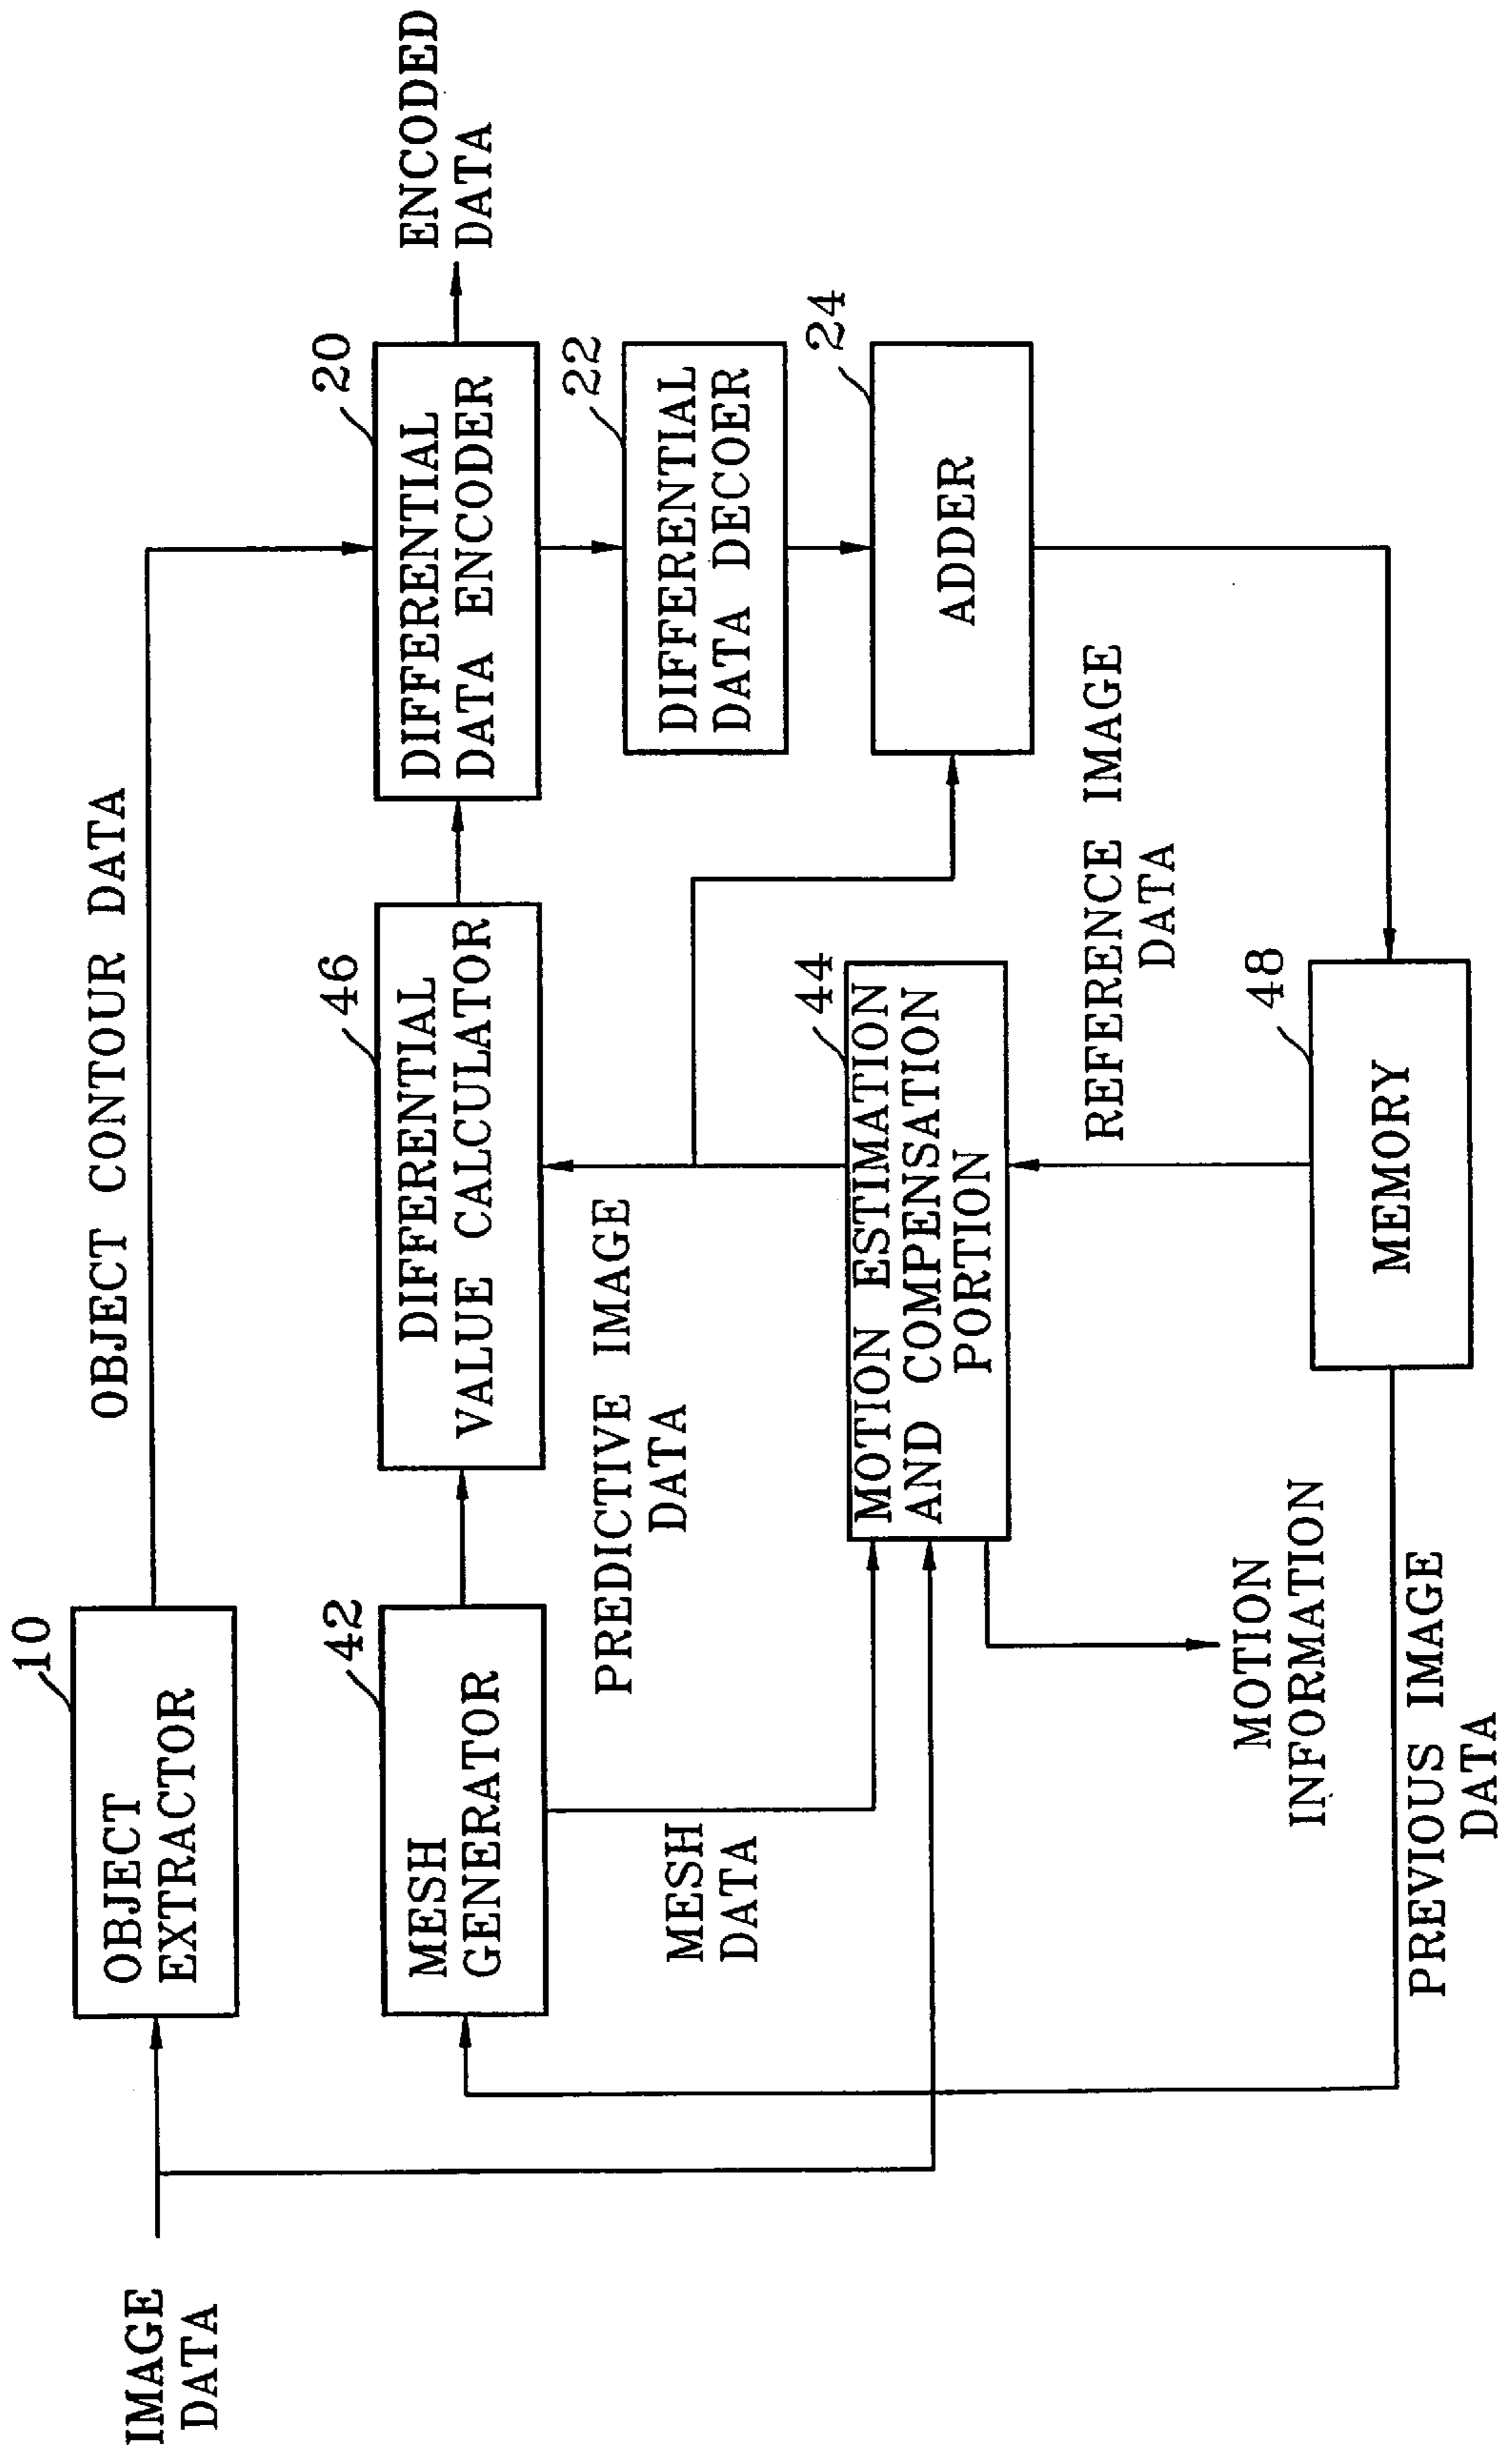 OBJECT CONTOUR DATA
10
OBJECT
EXTRACTOR
IMAGE
DATA
42
MESH
GENERATOR
46
DIFFERENTIAL
VALUE CALCULATOR
20
DIFFERENTIAL
DATA ENCODER
ENCODED
DATA
22
DIFFERENTIAL
DATA DECOER
PREDICTIVE IMAGE
DATA
MESH
DATA
44
MOTION ESTIMATION
AND COMPENSATION
PORTION
24
ADDER
REFERENCE IMAGE
DATA
MOTION
INFORMATION
48
MEMORY
PREVIOUS IMAGE
DATA